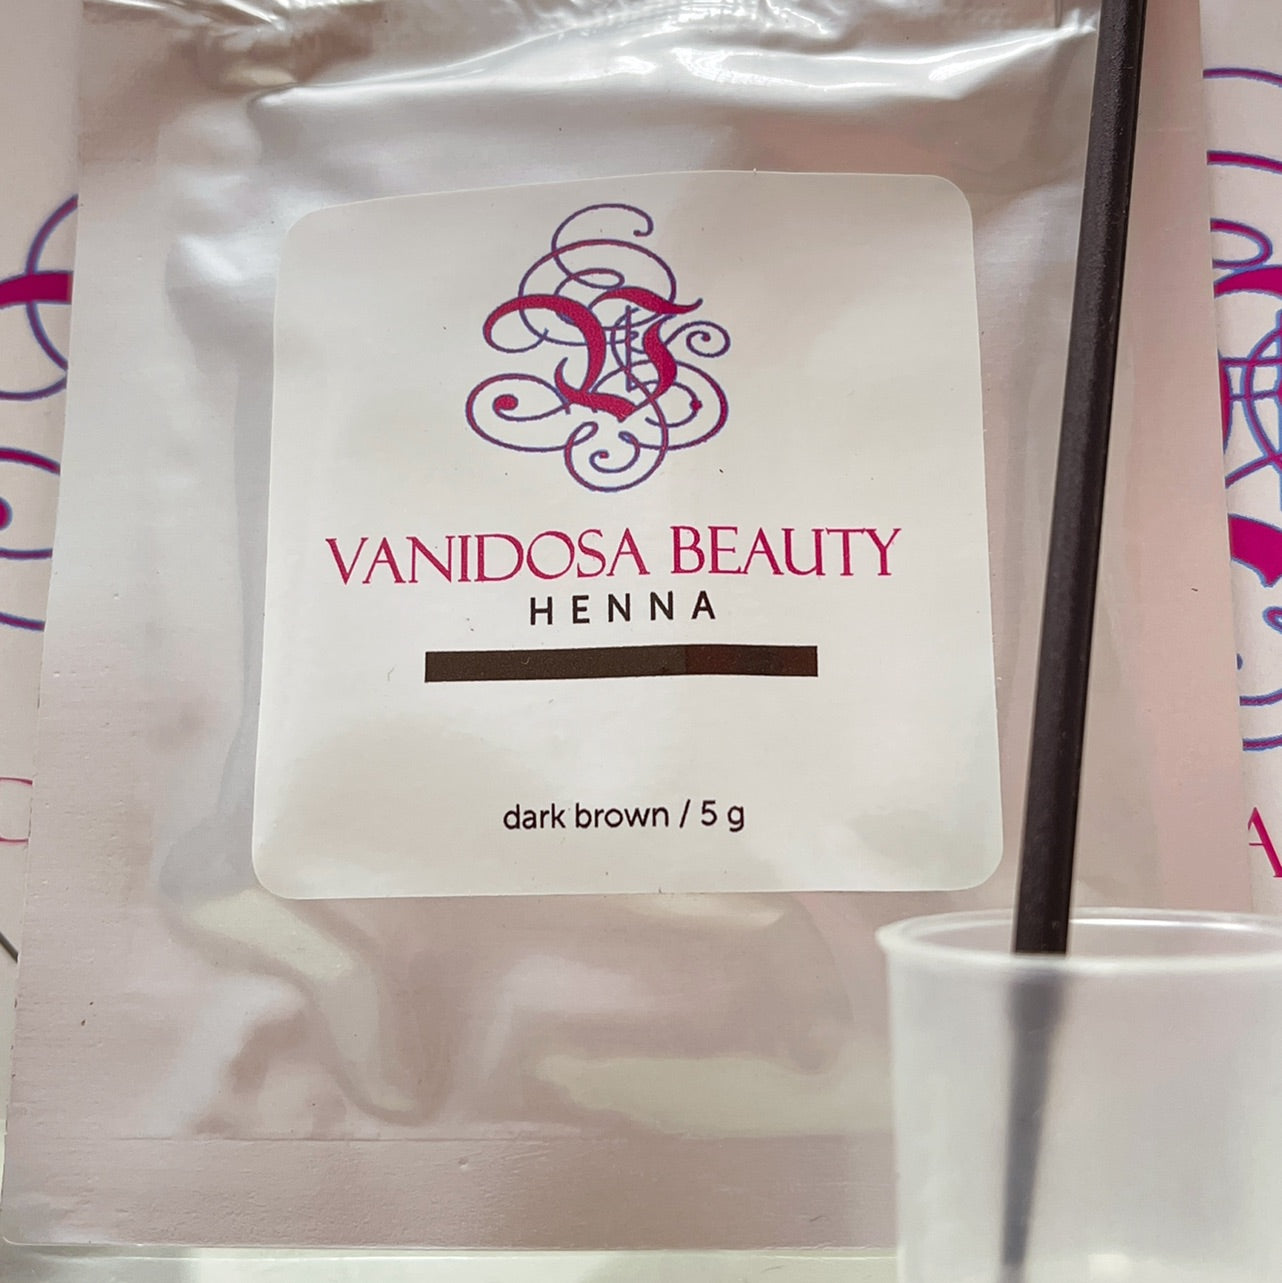 VANIDOSA BEAUTY
HENNA
dark brown / 5 g